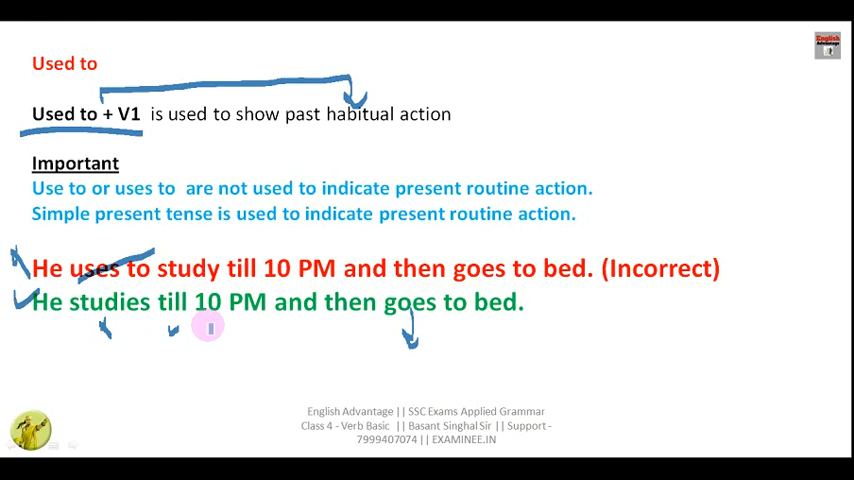 English
Advantage
Used to
Used to + V1 is used to show past habitual action
Important
Use to or uses to are not used to indicate present routine action.
Simple present tense is used to indicate present routine action.
He uses to study till 10 PM and then goes to bed. (Incorrect)
He studies till 10 PM and then goes to bed.
English Advantage || SSC Exams Applied Grammar
Class 4 - Verb Basic || Basant Singhal Sir || Support -
7999407074 || EXAMINEE.IN